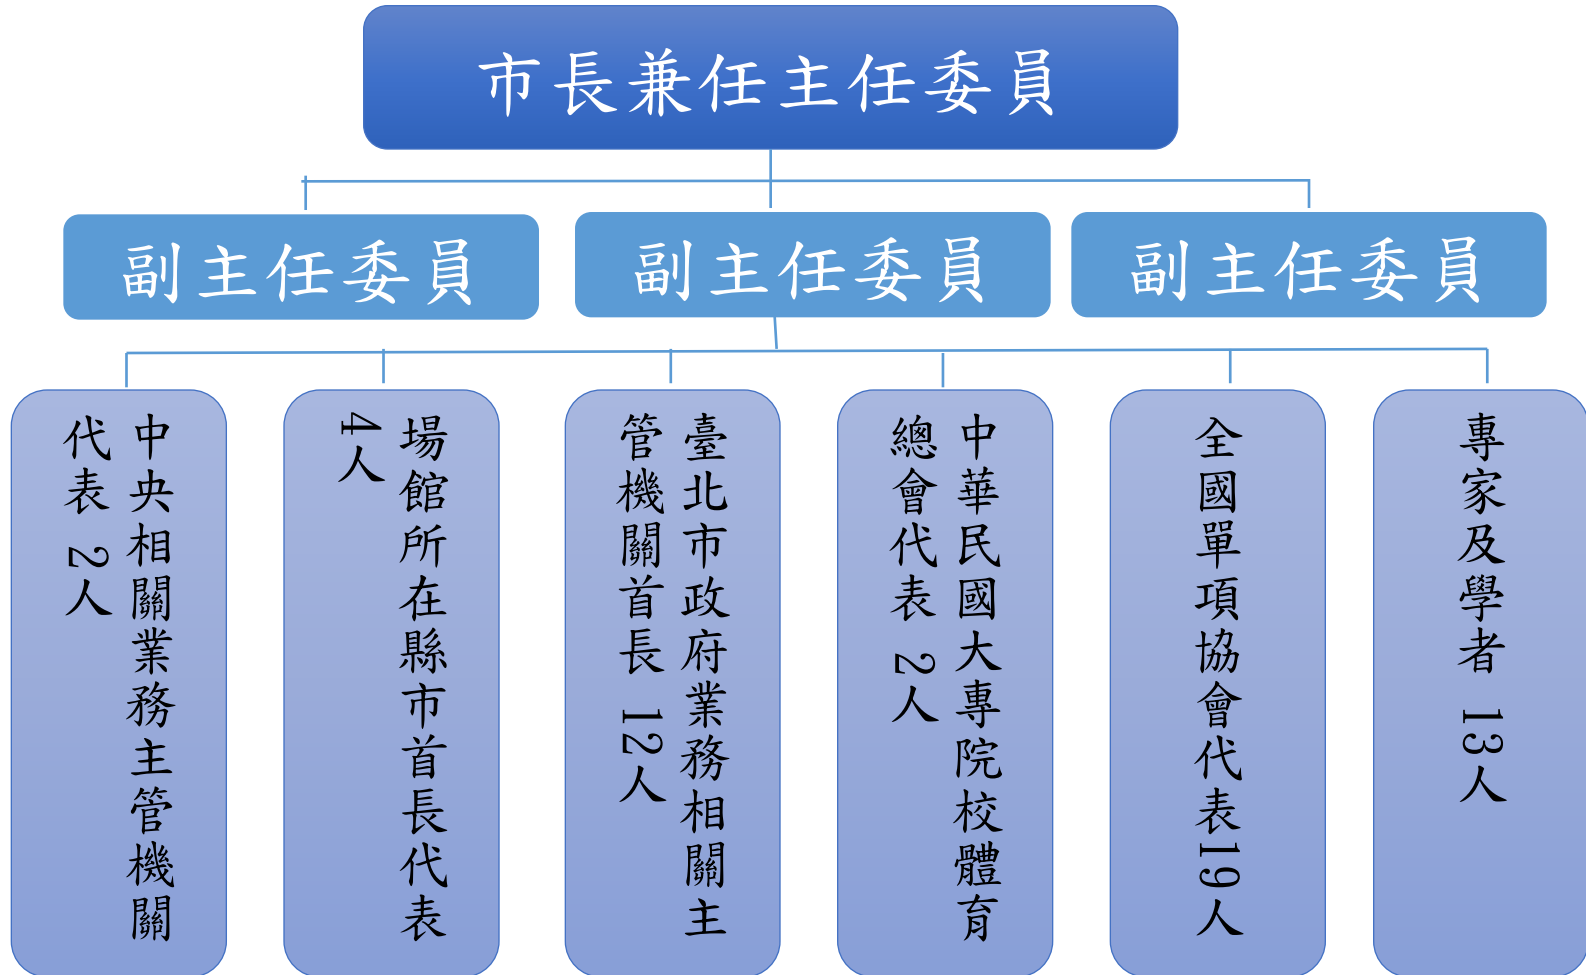 市長兼任主任委員
副主任委員
副主任委員
副主任委員
中央相關業務主管機關
代表 2人
場館所在縣市首長代表
4人
臺北市政府業務相關主
管機關首長 12人
中華民國大專院校體育
總會代表 2人
全國單項協會代表19人
專家及學者 13人